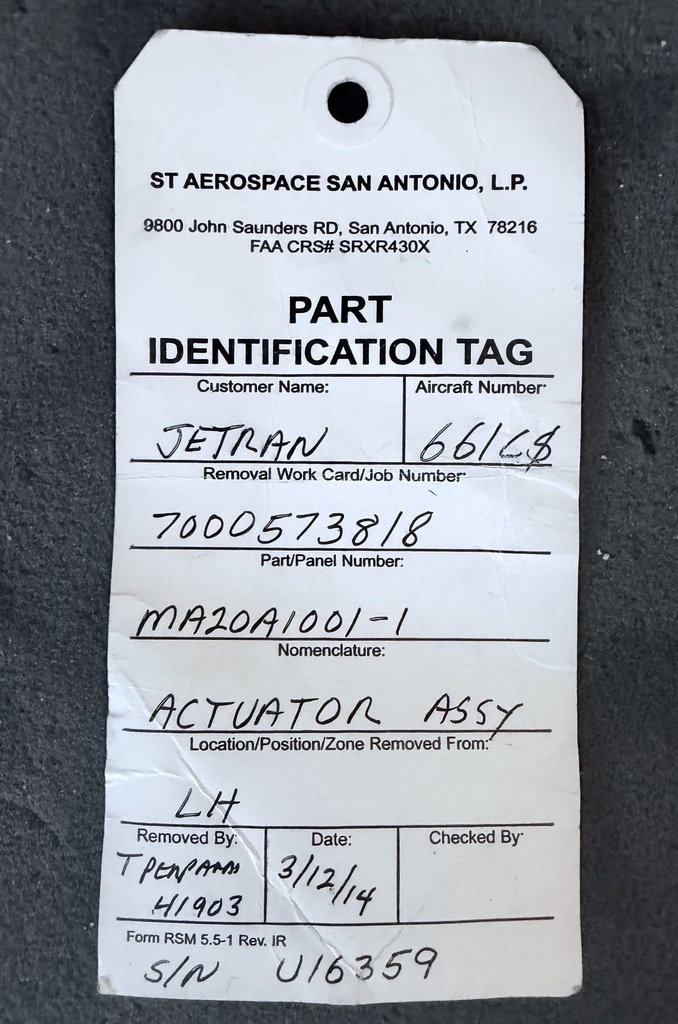 ST AEROSPACE SAN ANTONIO, L.P.
9800 John Saunders RD, San Antonio, TX 78216
FAA CRS# SRXR430X
PART
IDENTIFICATION TAG
Customer Name: Aircraft Number:
JETRAN
Removal Work Card/Job Number:
7000573818
Part/Panel Number:
MA20A1001-1
Nomenclature:
ACTUATOR ASSY
Location/Position/Zone Removed From:
LH
Removed By: Date: Checked By:
T 3/12/14
41903
Form RSM 5.5-1 Rev. IR
S/N U16359